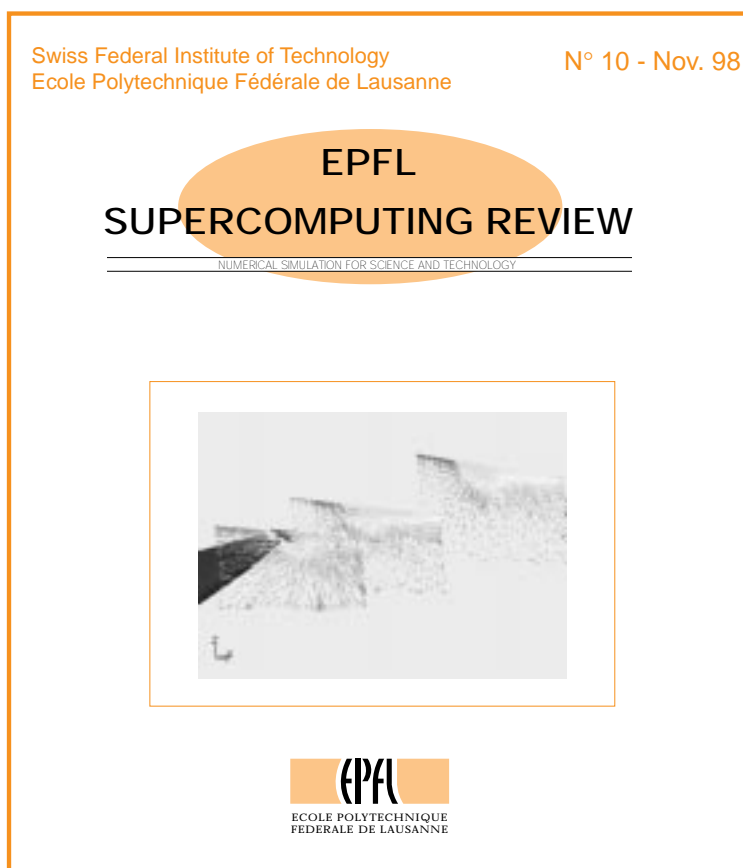 Swiss Federal Institute of Technology
Ecole Polytechnique Fédérale de Lausanne
N° 10 - Nov. 98
EPFL
SUPERCOMPUTING REVIEW
NUMERICAL SIMULATION FOR SCIENCE AND TECHNOLOGY
EPFL
ECOLE POLYTECHNIQUE
FEDERALE DE LAUSANNE